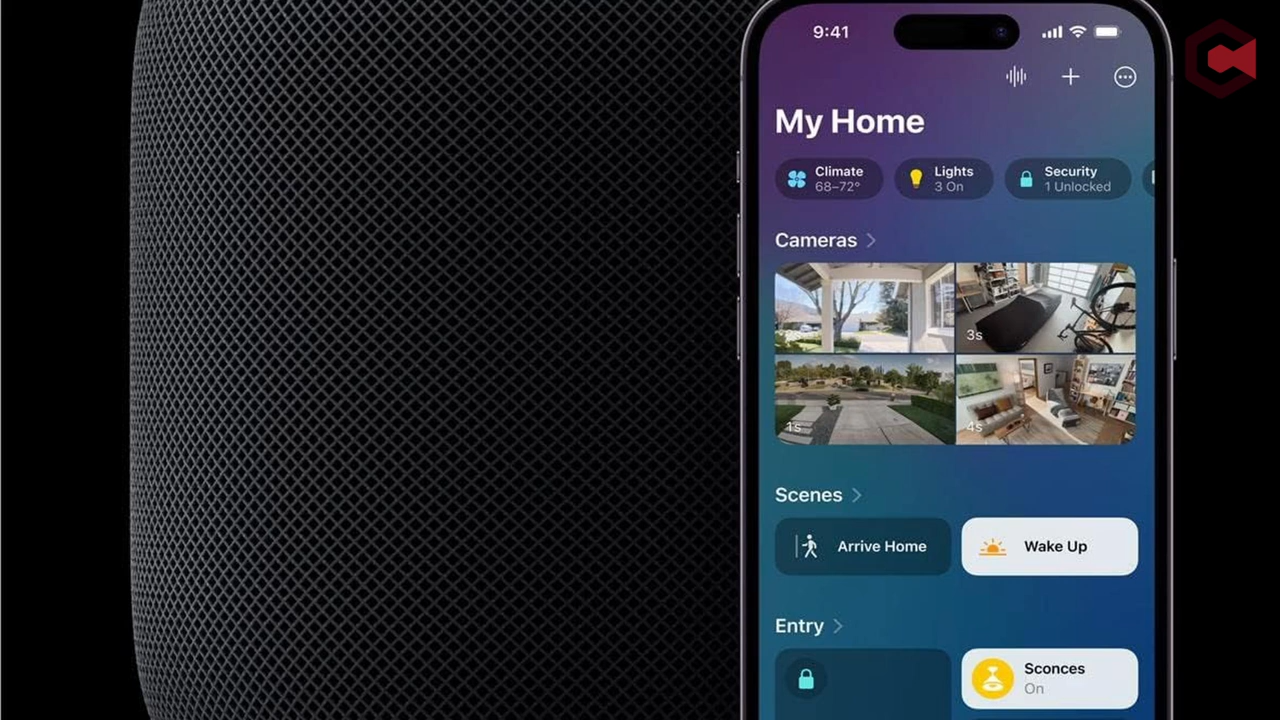 9:41
My Home
Climate
68–72°
Lights
3 On
Security
1 Unlocked
Cameras
3s
1s
4s
Scenes
Arrive Home
Wake Up
Entry
Sconces
On